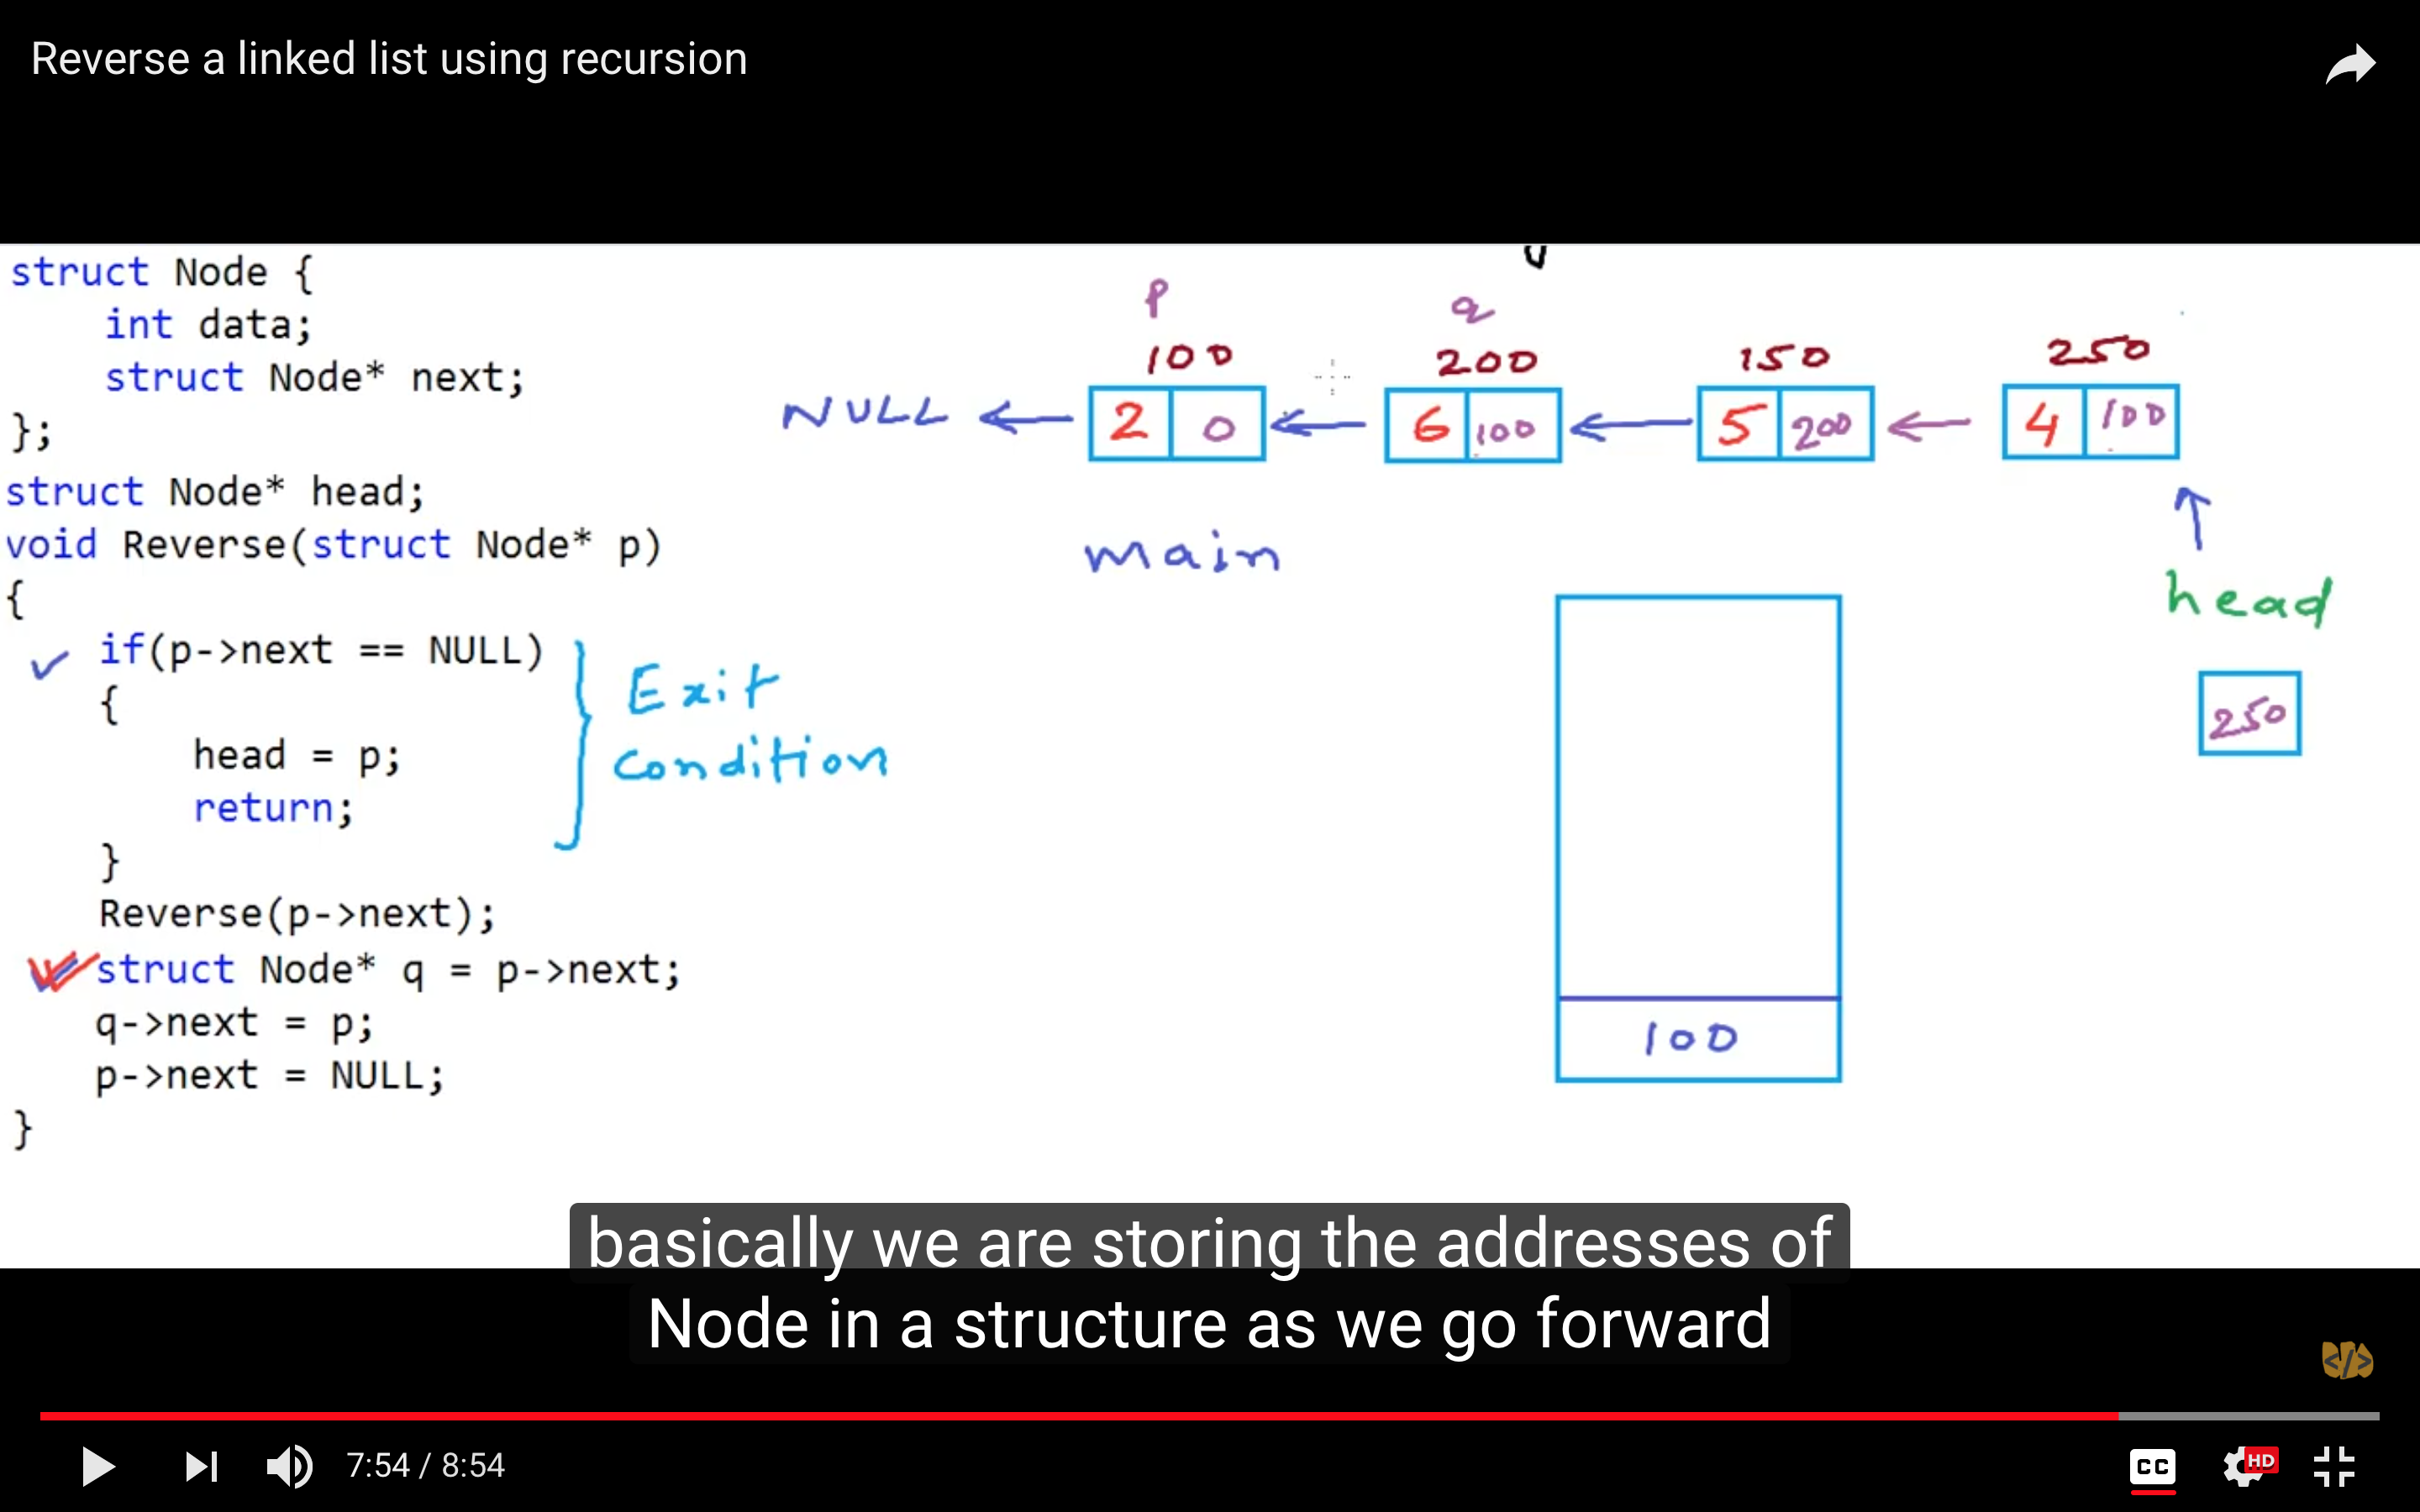 Reverse a linked list using recursion
struct Node {
int data;
struct Node* next;
};
struct Node* head;
void Reverse(struct Node* p)
{
if(p->next == NULL)
{
head = p;
return;
}
Reverse(p->next);
struct Node* q = p->next;
q->next = p;
p->next = NULL;
}
Exit
condition
p q
100 200 150 250
NULL 2 0 6 100 5 200 4 100
main
head
250
100
basically we are storing the addresses of
Node in a structure as we go forward
</>
7:54 / 8:54
CC HD